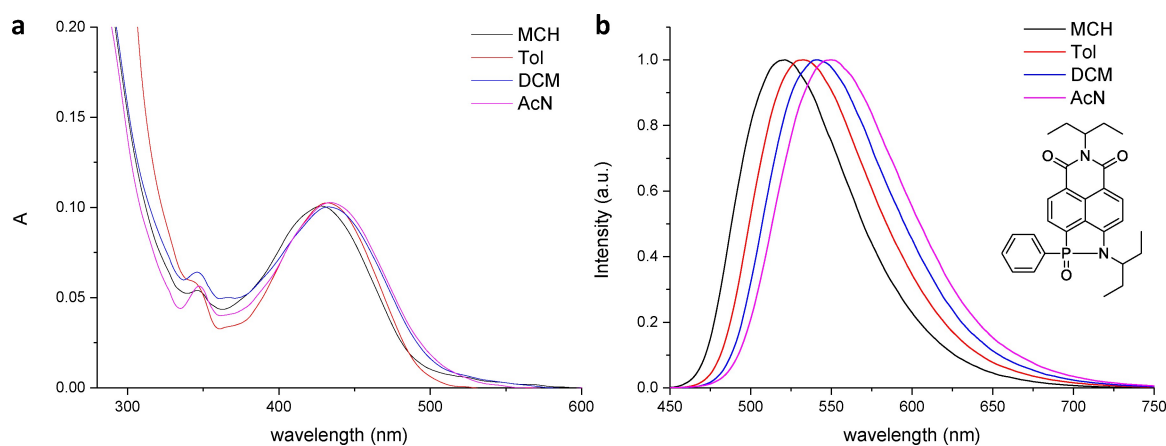 a
MCH
Tol
DCM
AcN
0.20
0.15
0.10
0.05
0.00
A
300
400
500
600
wavelength (nm)
b
MCH
Tol
DCM
AcN
1.0
0.8
0.6
0.4
0.2
0.0
Intensity (a.u.)
450
500
550
600
650
700
750
wavelength (nm)
O
N
O
P
N
O